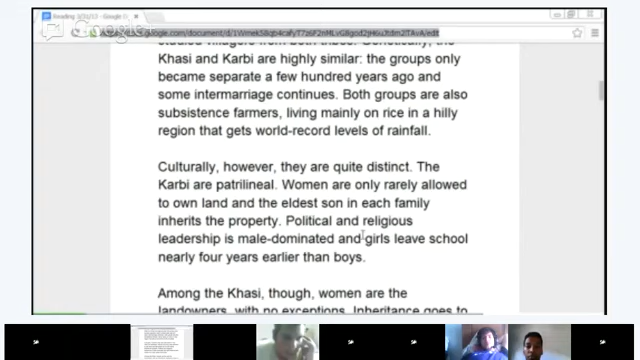 Reading
Google
studies villagers from both tribes. Genetically, the
Khasi and Karbi are highly similar: the groups only
became separate a few hundred years ago and
some intermarriage continues. Both groups are also
subsistence farmers, living mainly on rice in a hilly
region that gets world-record levels of rainfall.
Culturally, however, they are quite distinct. The
Karbi are patrilineal. Women are only rarely allowed
to own land and the eldest son in each family
inherits the property. Political and religious
leadership is male-dominated and girls leave school
nearly four years earlier than boys.
Among the Khasi, though, women are the
landowners, with no exceptions. Inheritance goes to